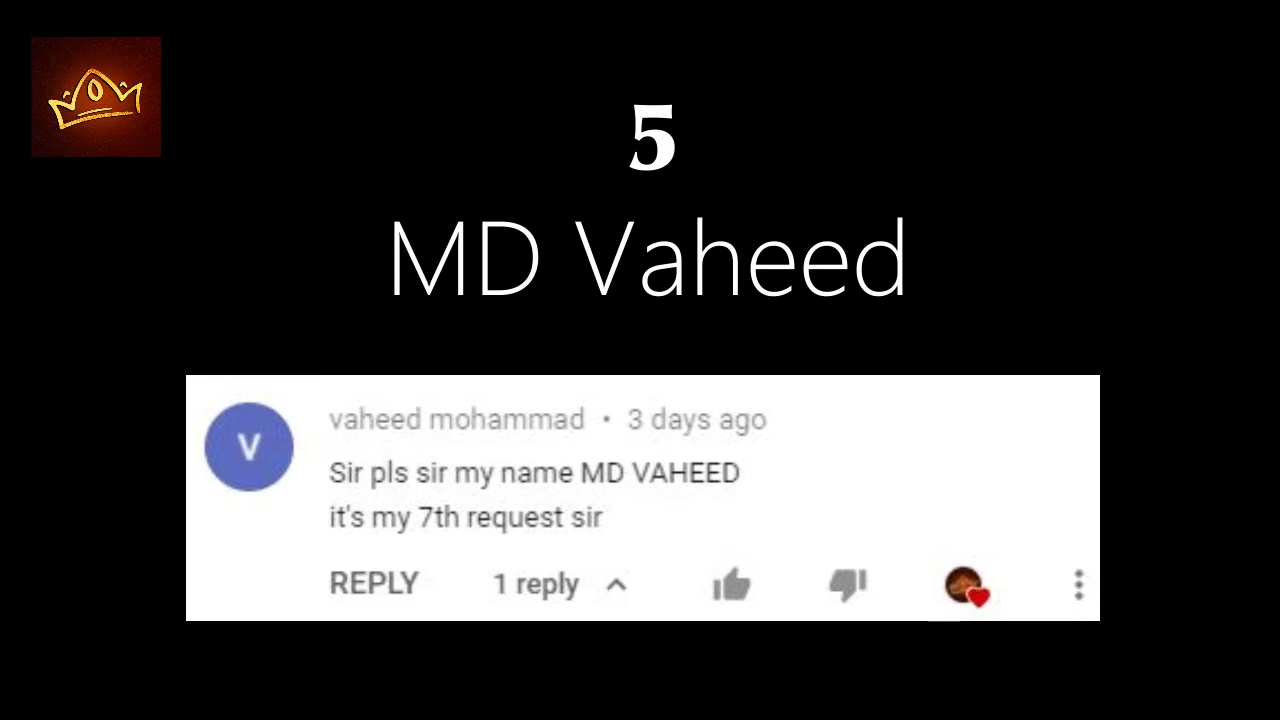 5
MD Vaheed
V
vaheed mohammad • 3 days ago
Sir pls sir my name MD VAHEED
it's my 7th request sir
REPLY 1 reply